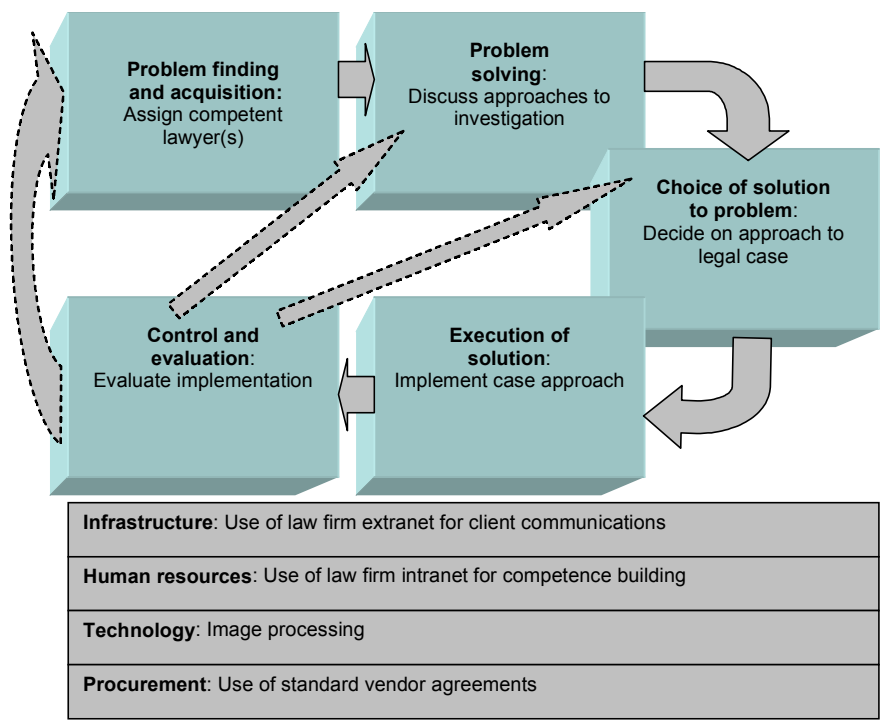 Problem finding
and acquisition:
Assign competent
lawyer(s)
Problem
solving:
Discuss approaches to
investigation
Choice of solution
to problem:
Decide on approach to
legal case
Control and
evaluation:
Evaluate implementation
Execution of
solution:
Implement case approach
Infrastructure: Use of law firm extranet for client communications
Human resources: Use of law firm intranet for competence building
Technology: Image processing
Procurement: Use of standard vendor agreements